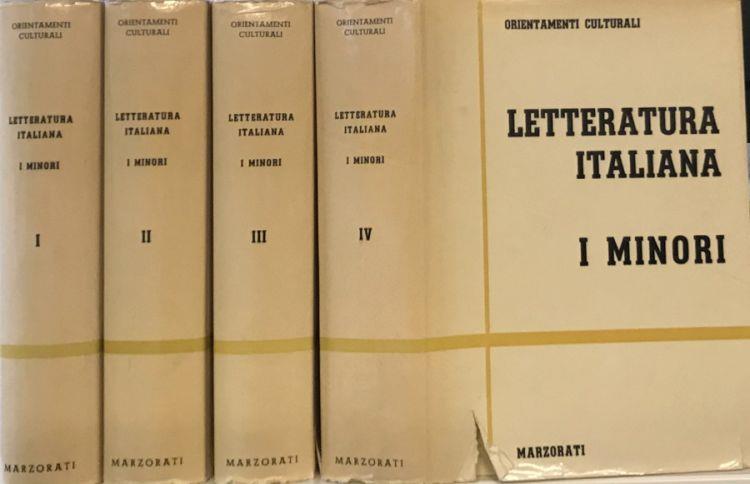 ORIENTAMENTI
CULTURALI
LETTERATURA
ITALIANA
I MINORI
I
MARZORATI
ORIENTAMENTI
CULTURALI
LETTERATURA
ITALIANA
I MINORI
II
MARZORATI
ORIENTAMENTI
CULTURALI
LETTERATURA
ITALIANA
I MINORI
III
MARZORATI
ORIENTAMENTI
CULTURALI
LETTERATURA
ITALIANA
I MINORI
IV
MARZORATI
ORIENTAMENTI CULTURALI
LETTERATURA
ITALIANA
I MINORI
MARZORATI